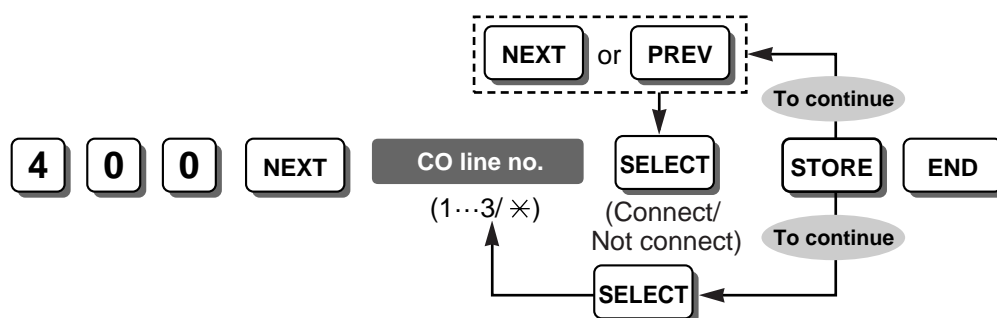 NEXT or PREV
To continue
4 0 0 NEXT CO line no. SELECT STORE END
(1···3/ ✳)
(Connect/
Not connect)
To continue
SELECT